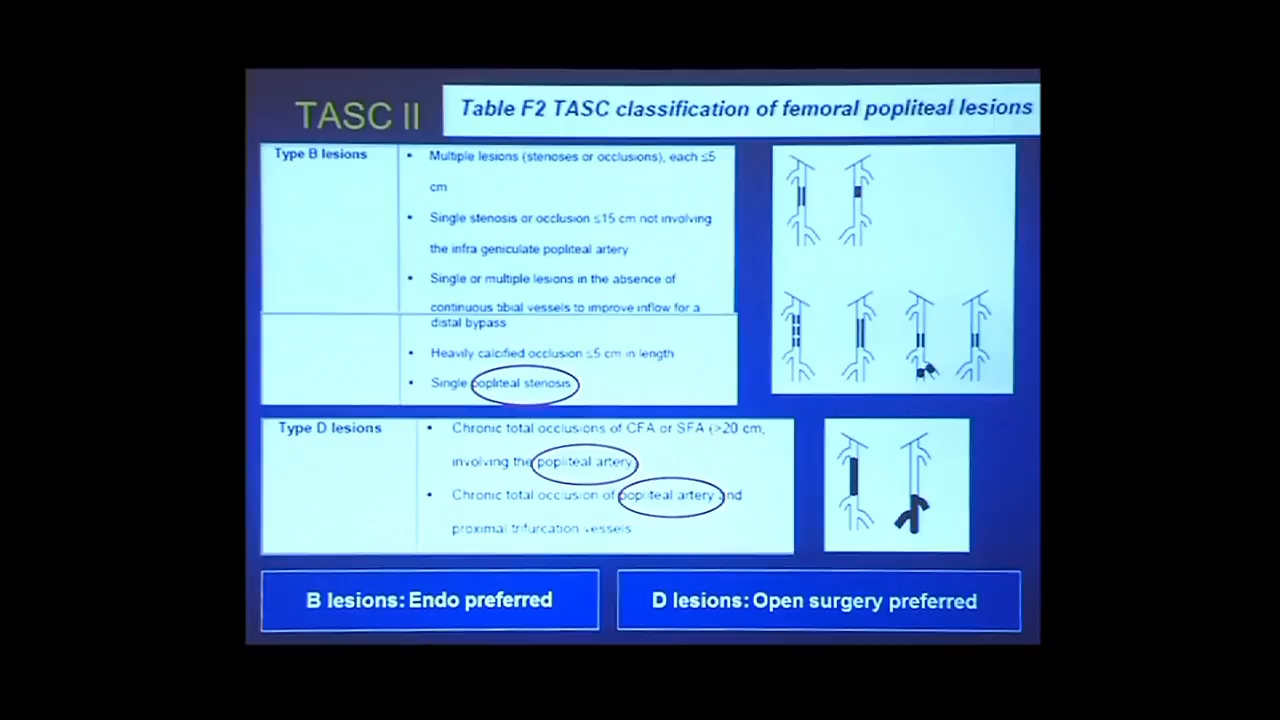 TASC II
Table F2 TASC classification of femoral popliteal lesions
Type B lesions
• Multiple lesions (stenoses or occlusions), each ≤5
cm
• Single stenosis or occlusion ≤15 cm not involving
the infra geniculate popliteal artery
• Single or multiple lesions in the absence of
continuous tibial vessels to improve inflow for a
distal bypass
• Heavily calcified occlusion ≤5 cm in length
• Single popliteal stenosis
Type D lesions
• Chronic total occlusions of CFA or SFA (>20 cm,
involving the popliteal artery
• Chronic total occlusion of popliteal artery and
proximal trifurcation vessels
B lesions: Endo preferred
D lesions: Open surgery preferred